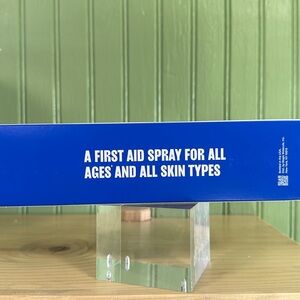 A FIRST AID SPRAY FOR ALL
AGES AND ALL SKIN TYPES